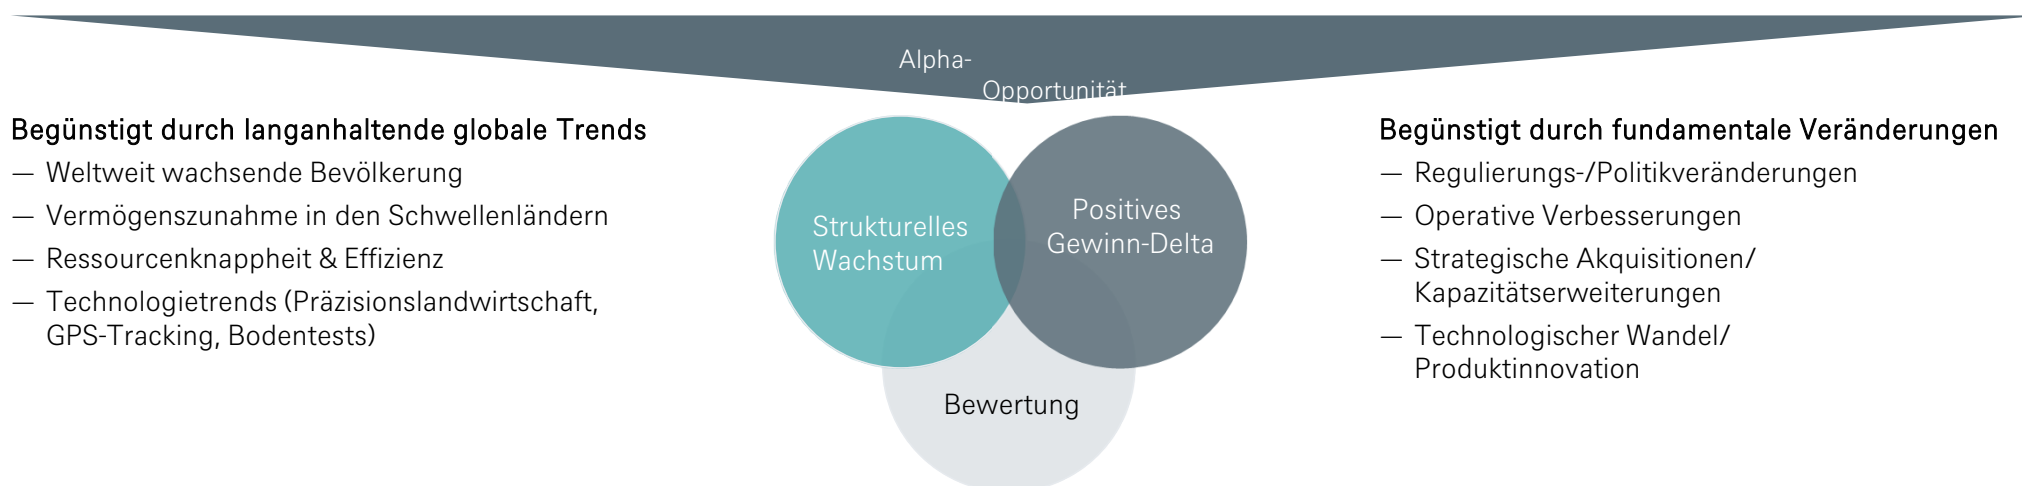 Alpha-
Opportunität
Begünstigt durch langanhaltende globale Trends
— Weltweit wachsende Bevölkerung
— Vermögenszunahme in den Schwellenländern
— Ressourcenknappheit & Effizienz
— Technologietrends (Präzisionslandwirtschaft,
GPS-Tracking, Bodentests)
Strukturelles
Wachstum
Positives
Gewinn-Delta
Bewertung
Begünstigt durch fundamentale Veränderungen
— Regulierungs-/Politikveränderungen
— Operative Verbesserungen
— Strategische Akquisitionen/
Kapazitätserweiterungen
— Technologischer Wandel/
Produktinnovation